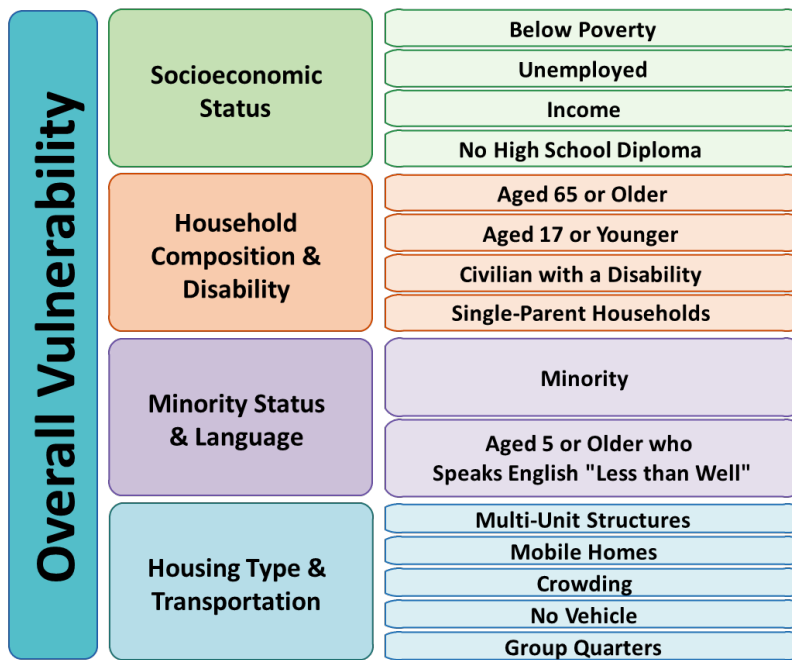 Overall Vulnerability
Socioeconomic
Status
Below Poverty
Unemployed
Income
No High School Diploma
Household
Composition &
Disability
Aged 65 or Older
Aged 17 or Younger
Civilian with a Disability
Single-Parent Households
Minority Status
& Language
Minority
Aged 5 or Older who
Speaks English "Less than Well"
Housing Type &
Transportation
Multi-Unit Structures
Mobile Homes
Crowding
No Vehicle
Group Quarters